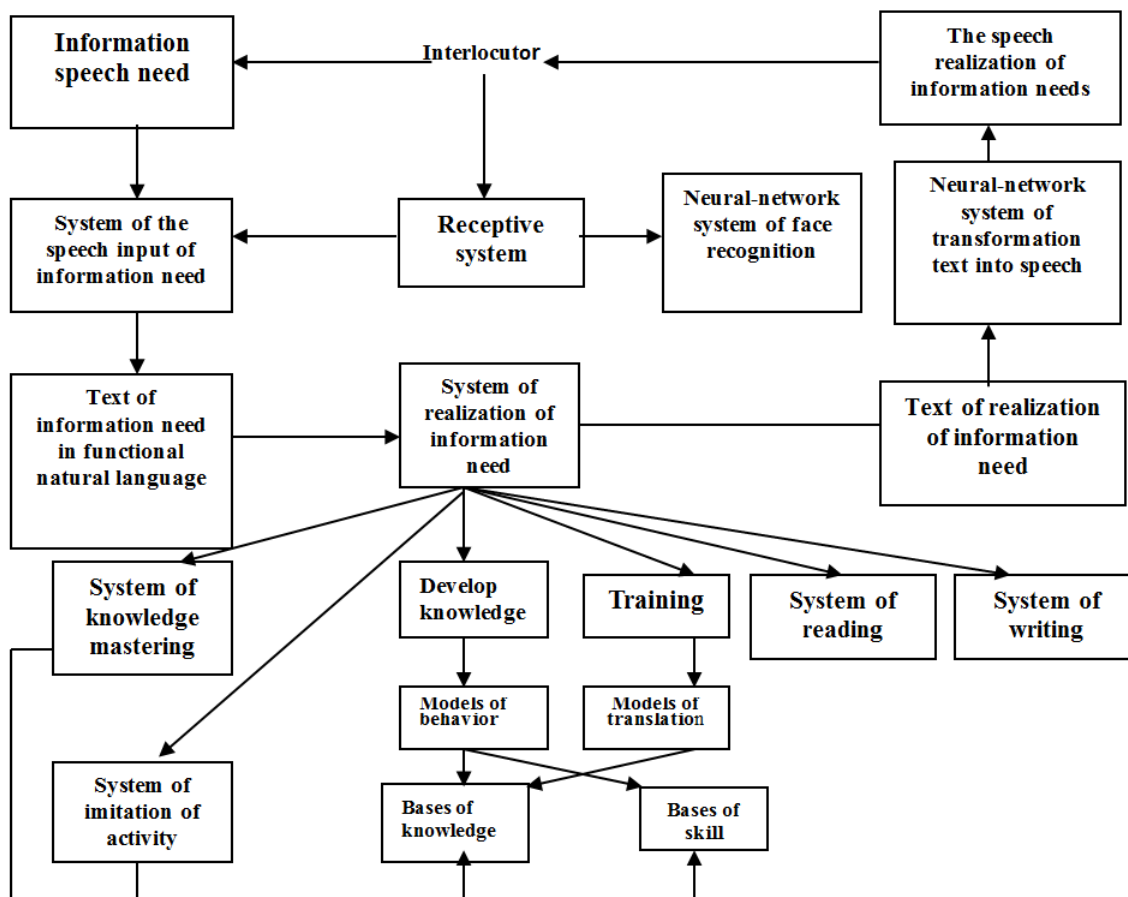 Information
speech need
Interlocutor
The speech
realization of
information needs
System of the
speech input of
information need
Receptive
system
Neural-network
system of face
recognition
Neural-network
system of
transformation
text into speech
Text of
information need
in functional
natural language
System of
realization of
information
need
Text of realization
of information
need
System of
knowledge
mastering
Develop
knowledge
Training
System of
reading
System of
writing
Models of
behavior
Models of
translation
System of
imitation of
activity
Bases of
knowledge
Bases of
skill